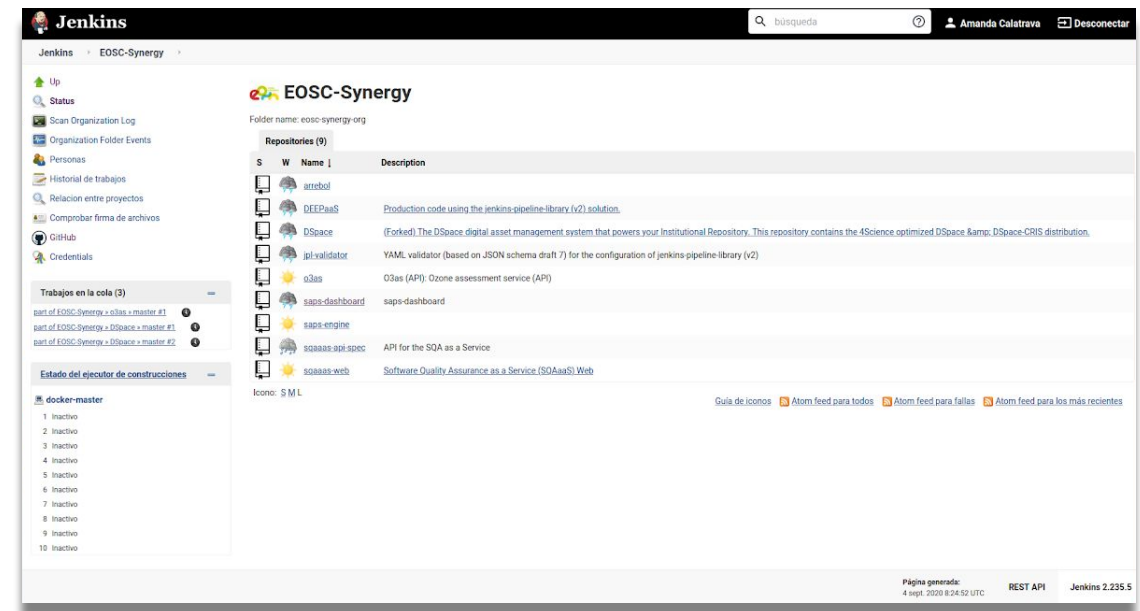 Jenkins
búsqueda
Amanda Calatrava
Desconectar
Jenkins
EOSC-Synergy
Up
Status
Scan Organization Log
Organization Folder Events
Personas
Historial de trabajos
Relacion entre proyectos
Comprobar firma de archivos
GitHub
Credentials
Trabajos en la cola (3)
part of EOSC-Synergy » o3as » master #1
part of EOSC-Synergy » DSpace » master #1
part of EOSC-Synergy » DSpace » master #2
Estado del ejecutor de construcciones
docker-master
1 Inactivo
2 Inactivo
3 Inactivo
4 Inactivo
5 Inactivo
6 Inactivo
7 Inactivo
8 Inactivo
9 Inactivo
10 Inactivo
EOSC-Synergy
Folder name: eosc-synergy-org
Repositories (9)
S W Name ↓ Description
arrebol
DEEPaaS Production code using the jenkins-pipeline-library (v2) solution.
DSpace (Forked) The DSpace digital asset management system that powers your Institutional Repository. This repository contains the 4Science optimized DSpace &amp; DSpace-CRIS distribution.
jpl-validator YAML validator (based on JSON schema draft 7) for the configuration of jenkins-pipeline-library (v2)
o3as O3as (API): Ozone assessment service (API)
saps-dashboard saps-dashboard
saps-engine
sqaaas-api-spec API for the SQA as a Service
sqaaas-web Software Quality Assurance as a Service (SQAaaS) Web
Icono: S M L
Guía de iconos Atom feed para todos Atom feed para fallas Atom feed para los más recientes
Página generada:
4 sept. 2020 8:24:52 UTC
REST API
Jenkins 2.235.5